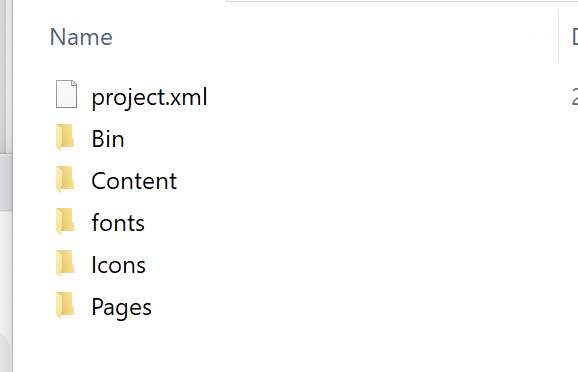 Name
project.xml
Bin
Content
fonts
Icons
Pages